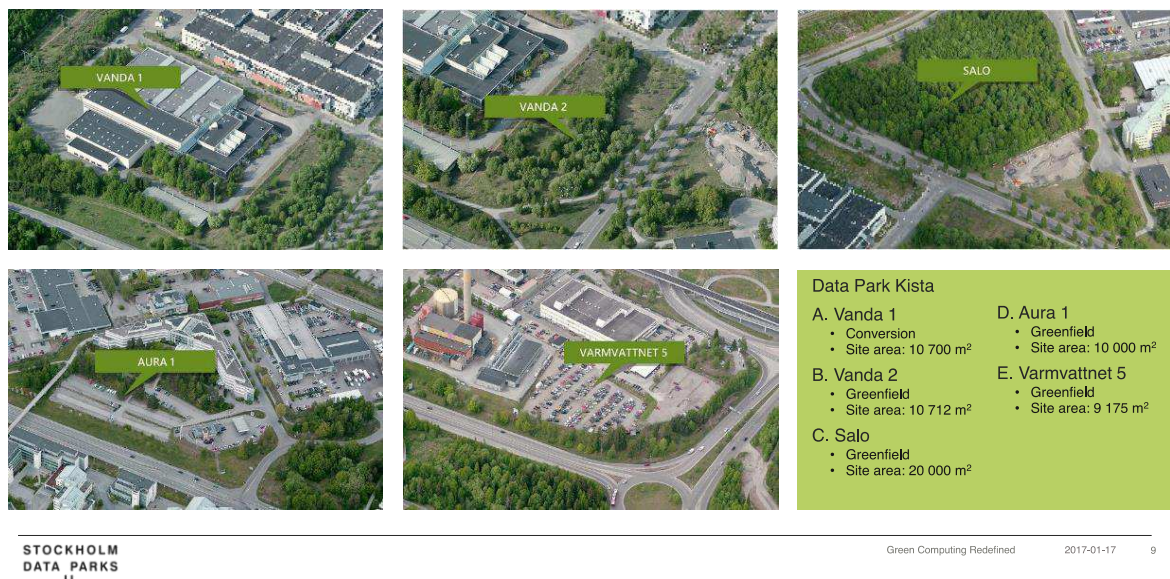 VANDA 1
VANDA 2
SALO
AURA 1
VARMVATTNET 5
Data Park Kista
A. Vanda 1
• Conversion
• Site area: 10 700 m²
B. Vanda 2
• Greenfield
• Site area: 10 712 m²
C. Salo
• Greenfield
• Site area: 20 000 m²
D. Aura 1
• Greenfield
• Site area: 10 000 m²
E. Varmvattnet 5
• Greenfield
• Site area: 9 175 m²
STOCKHOLM
DATA PARKS
Green Computing Redefined
2017-01-17
9